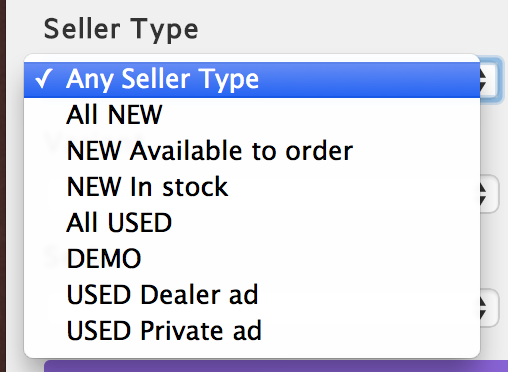 Seller Type
✓ Any Seller Type
All NEW
NEW Available to order
NEW In stock
All USED
DEMO
USED Dealer ad
USED Private ad